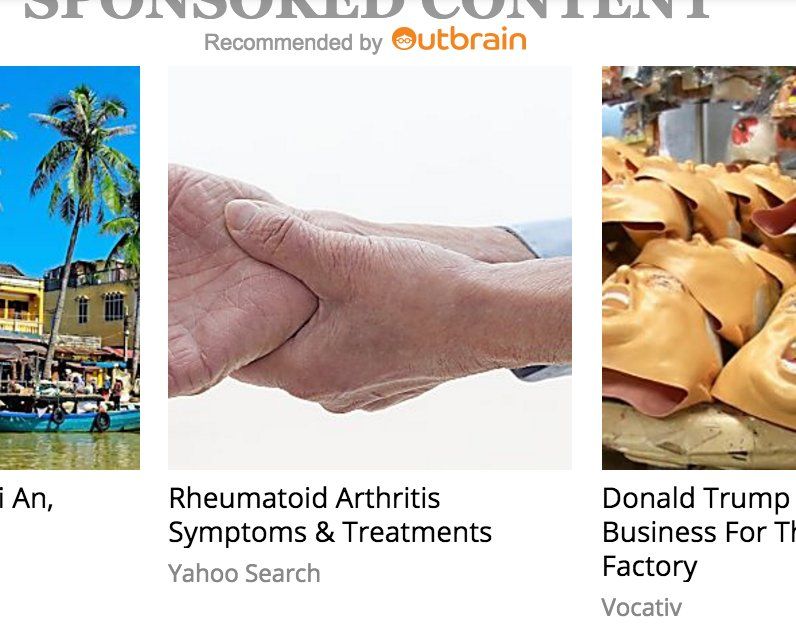 SPONSORED CONTENT
Recommended by Outbrain
i An,
Rheumatoid Arthritis
Symptoms & Treatments
Yahoo Search
Donald Trump
Business For Th
Factory
Vocativ